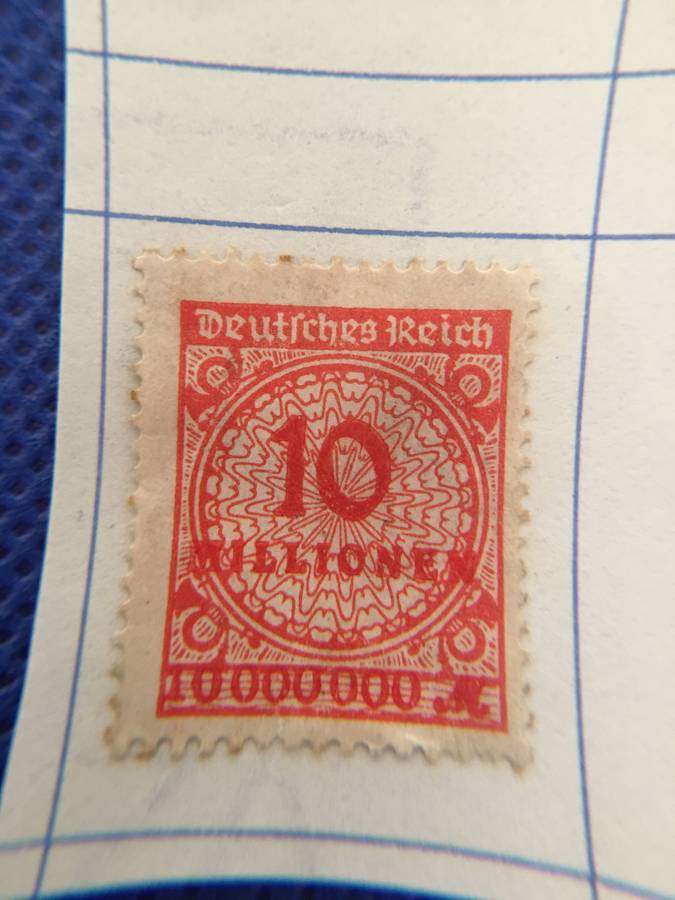 Deutsches Reich
10
MILLIONEN
10000000 M